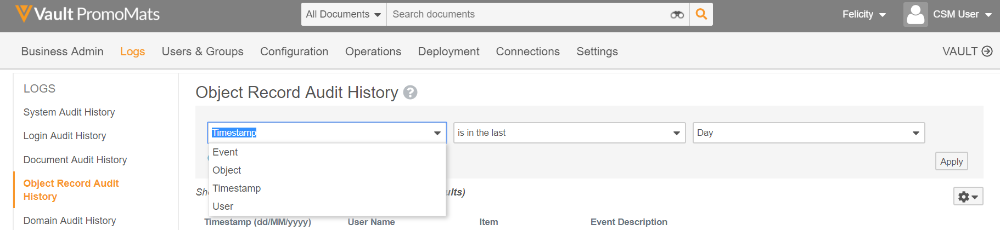 Vault PromoMats
All Documents
Search documents
Felicity
CSM User
Business Admin
Logs
Users & Groups
Configuration
Operations
Deployment
Connections
Settings
VAULT
LOGS
System Audit History
Login Audit History
Document Audit History
Object Record Audit
History
Domain Audit History
Object Record Audit History ?
Timestamp
is in the last
Day
Event
Object
Timestamp
User
Apply
Timestamp (dd/MM/yyyy)
User Name
Item
Event Description